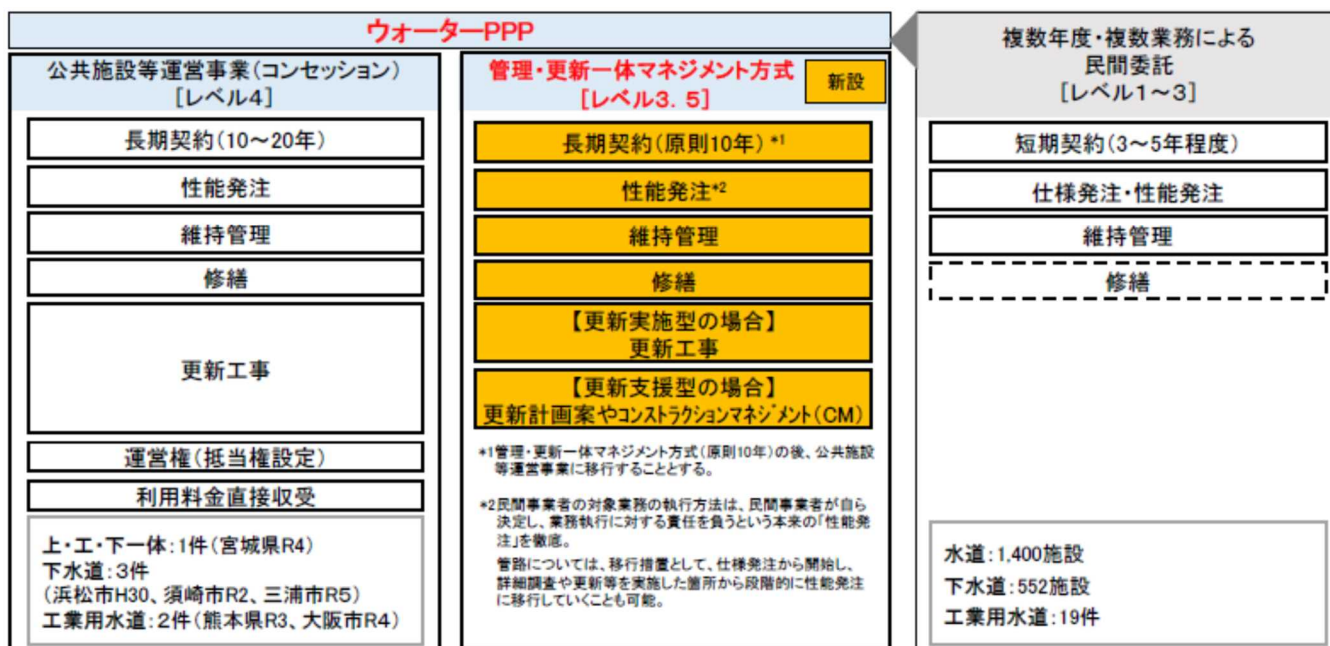 ウォーターPPP
公共施設等運営事業(コンセッション)
[レベル4]
長期契約(10～20年)
性能発注
維持管理
修繕
更新工事
運営権(抵当権設定)
利用料金直接収受
上・工・下一体:1件(宮城県R4)
下水道:3件
(浜松市H30、須崎市R2、三浦市R5)
工業用水道:2件(熊本県R3、大阪市R4)
管理・更新一体マネジメント方式
[レベル3.5]
新設
長期契約(原則10年)*1
性能発注*2
維持管理
修繕
【更新実施型の場合】
更新工事
【更新支援型の場合】
更新計画案やコンストラクションマネジメント(CM)
*1管理・更新一体マネジメント方式(原則10年)の後、公共施設
等運営事業に移行することとする。
*2民間事業者の対象業務の執行方法は、民間事業者が自ら
決定し、業務執行に対する責任を負うという本来の「性能発
注」を徹底。
管路については、移行措置として、仕様発注から開始し、
詳細調査や更新等を実施した箇所から段階的に性能発注
に移行していくことも可能。
複数年度・複数業務による
民間委託
[レベル1～3]
短期契約(3～5年程度)
仕様発注・性能発注
維持管理
修繕
水道:1,400施設
下水道:552施設
工業用水道:19件